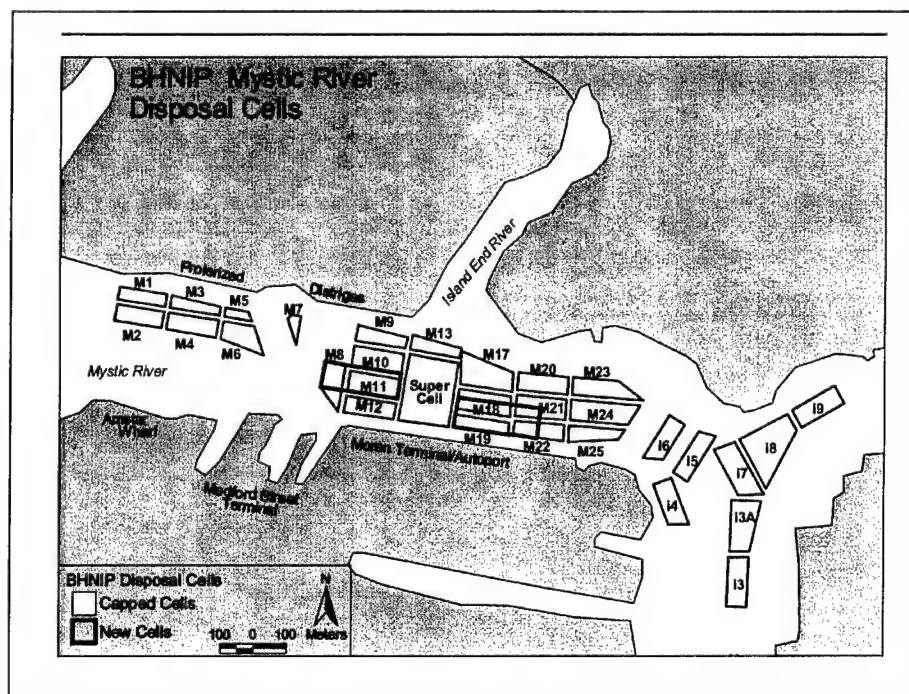 BHNIP Mystic River
Disposal Cells
Island End River
Prolerized
Distrigas
M1
M3
M5
M7
M2
M4
M6
M9
M13
M8
M10
M17
M11
Super
Cell
M20
M23
M12
M18
M21
M24
M19
M22
M25
Mystic River
Wharf
Medford Street
Terminal
Moran Terminal/Autoport
I6
I5
I4
I7
I8
I9
I3A
I3
BHNIP Disposal Cells
Capped Cells
New Cells
N
100 0 100
Meters